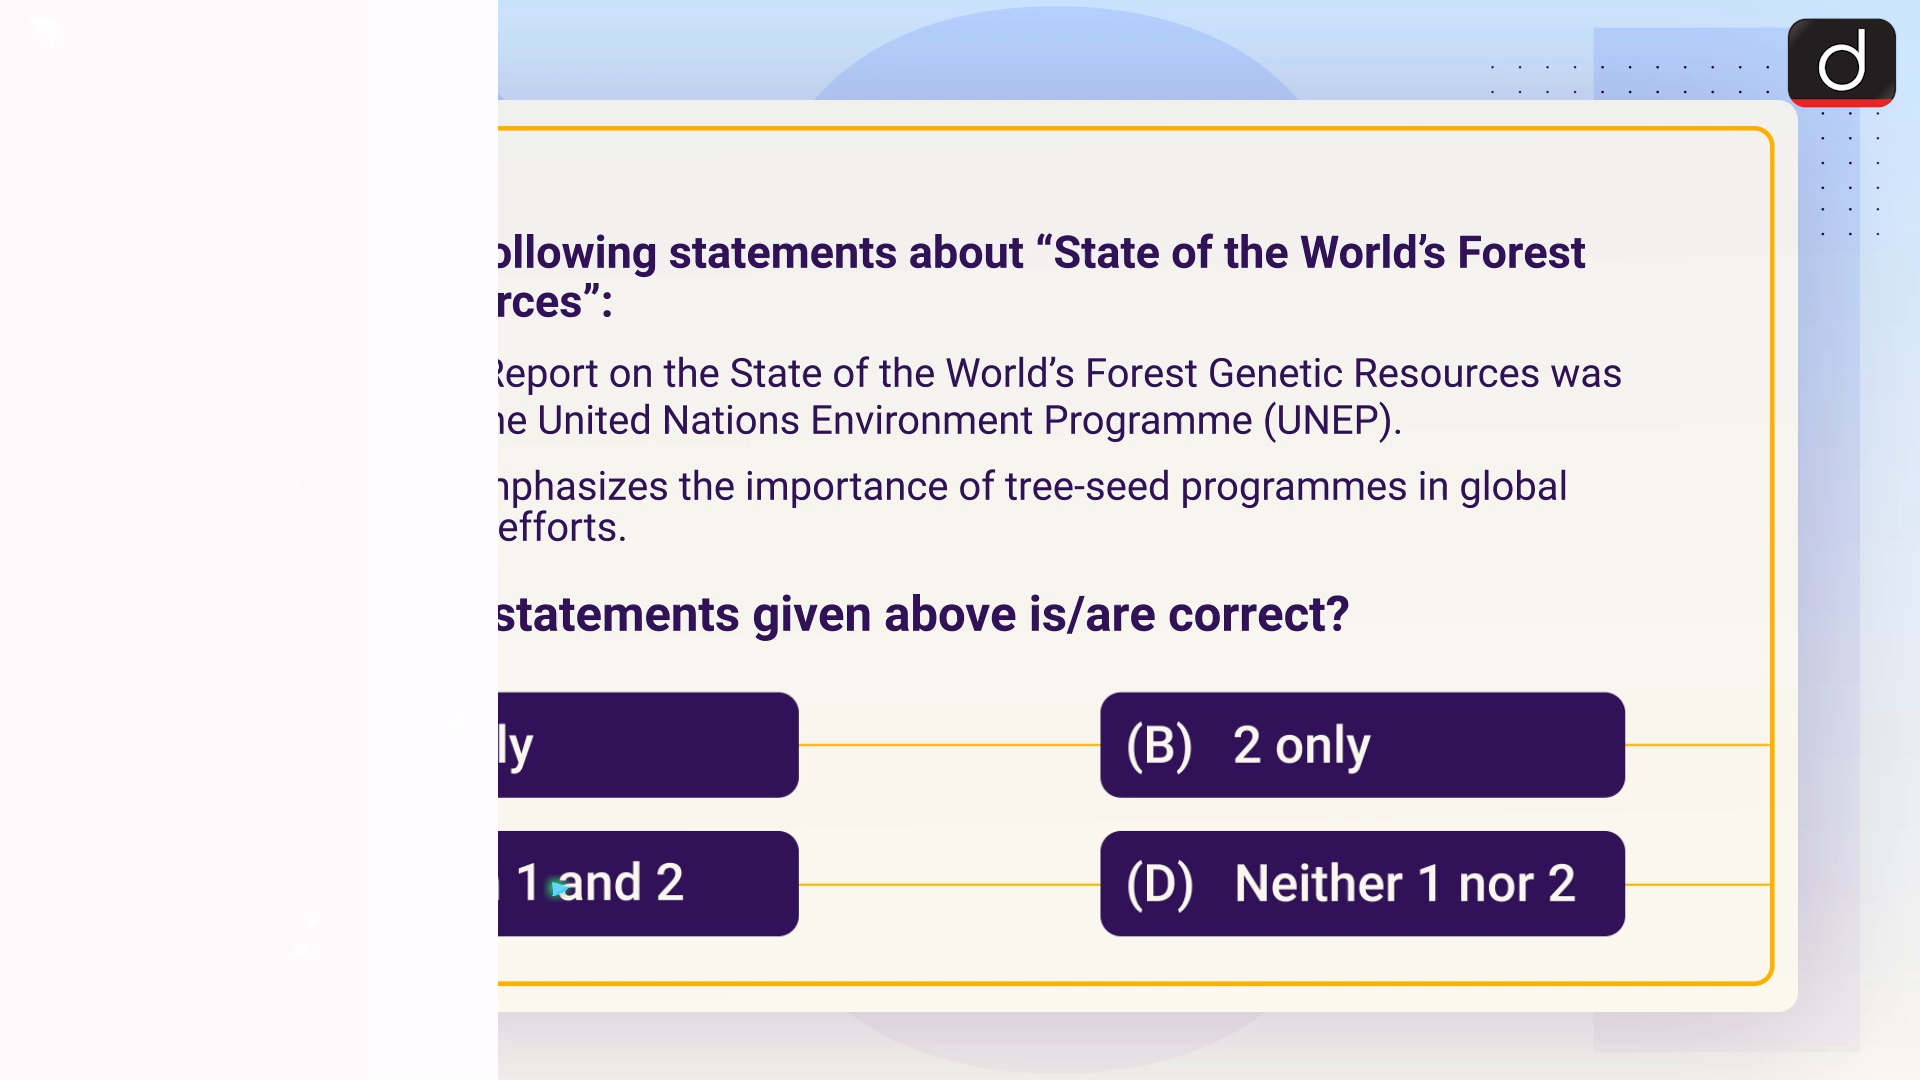 d
ollowing statements about “State of the World’s Forest
rces”:
Report on the State of the World’s Forest Genetic Resources was
he United Nations Environment Programme (UNEP).
mphasizes the importance of tree-seed programmes in global
efforts.
statements given above is/are correct?
ly
(B) 2 only
1 and 2
(D) Neither 1 nor 2